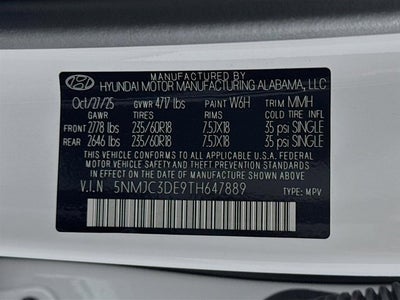 BY
HYUNDAI MOTOR MANUFACTURING ALABAMA, LLC
Oct/27/25 GVWR 4717 lbs PAINT W6H TRIM MMH
GAWR TIRE RIMS COLD TIRE INFL
FRONT 2778 lbs 235/60R18 7.5JX18 35 psi SINGLE
REAR 2646 lbs 235/60R18 7.5JX18 35 psi SINGLE
THIS VEHICLE CONFORMS TO ALL APPLICABLE U.S. FEDERAL
MOTOR VEHICLE SAFETY, BUMPER, AND
THEFT PREVENTION STANDARDS IN EFFECT ON THE
DATE OF MANUFACTURE SHOWN ABOVE.
V.I.N 5NMJC3DE9TH647889 TYPE: MPV